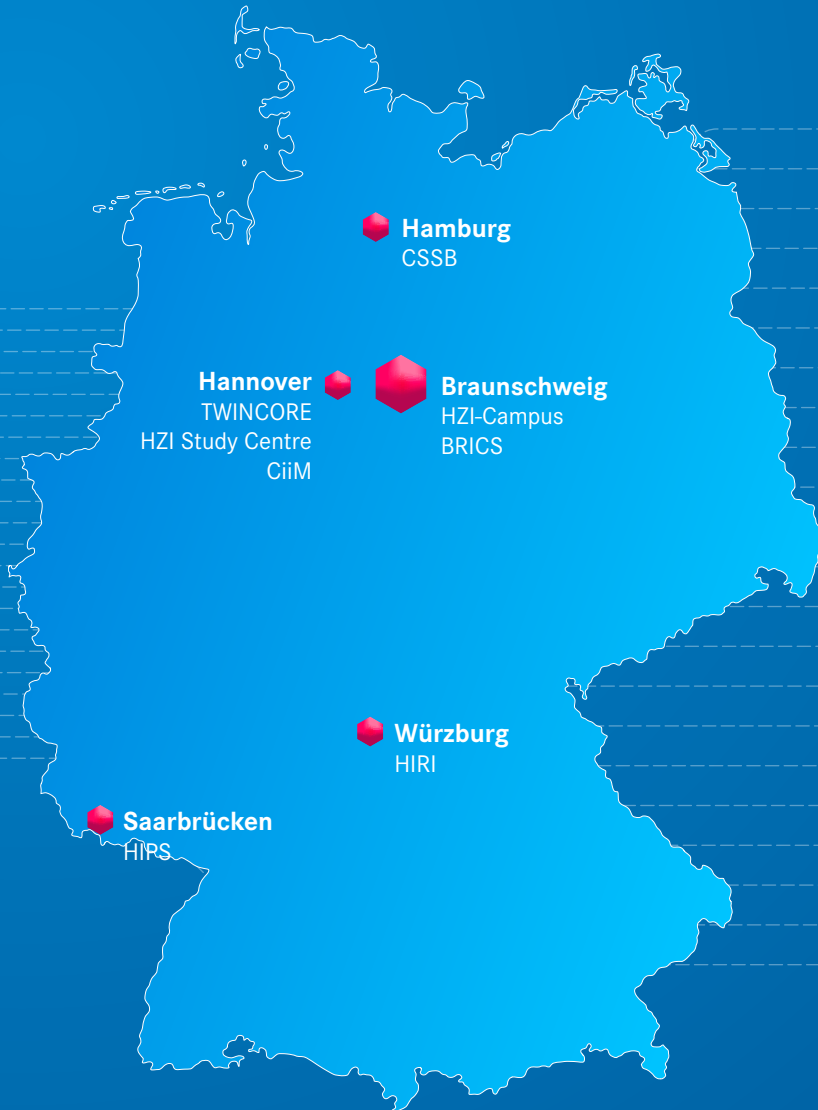 Hamburg
CSSB
Hannover
TWINCORE
HZI Study Centre
CiiM
Braunschweig
HZI-Campus
BRICS
Würzburg
HIRI
Saarbrücken
HIPS